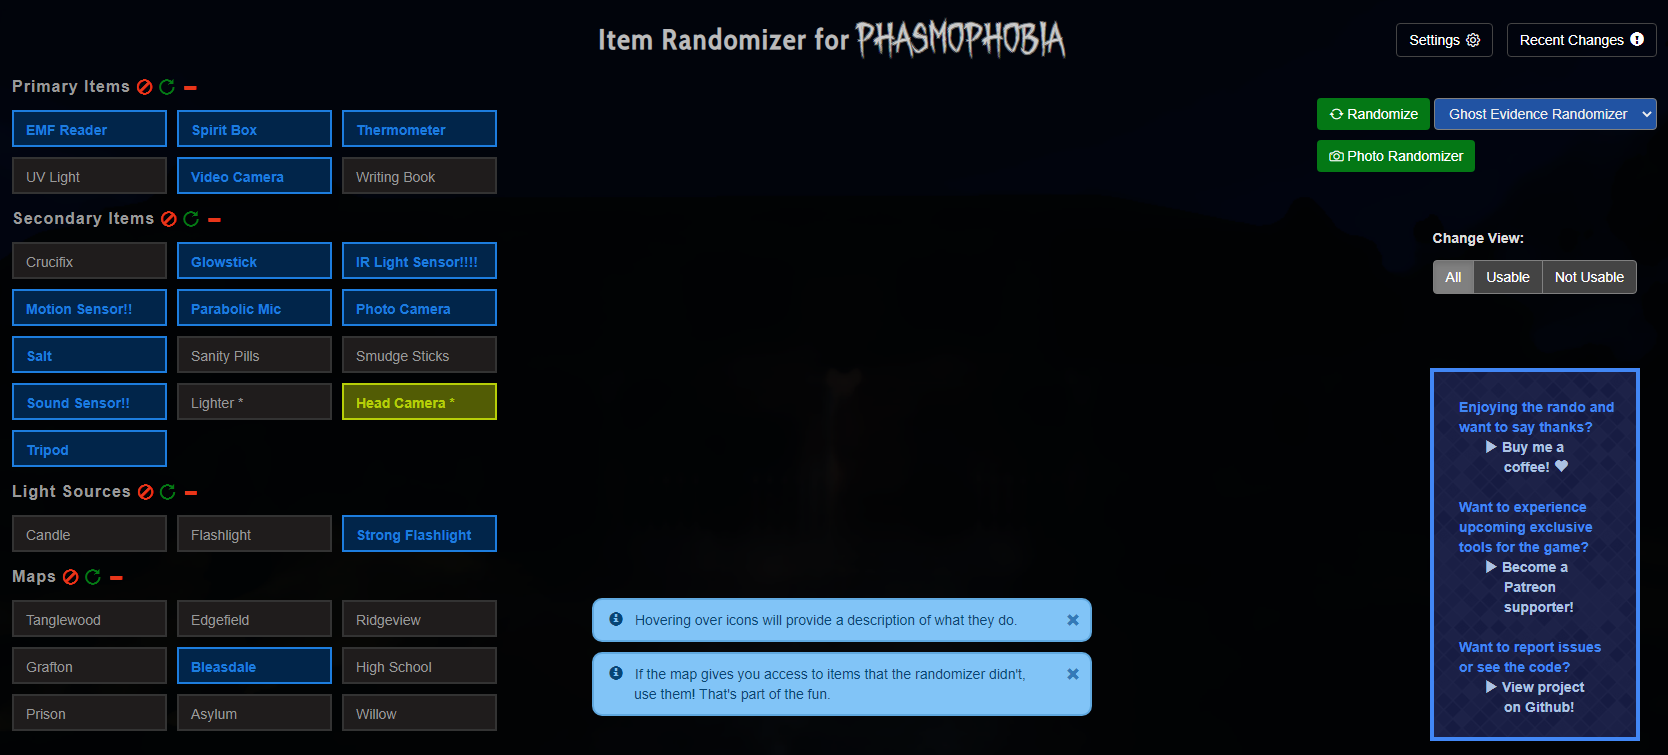 Item Randomizer for PHASMOPHOBIA
Settings
Recent Changes
Primary Items
EMF Reader
Spirit Box
Thermometer
UV Light
Video Camera
Writing Book
Secondary Items
Crucifix
Glowstick
IR Light Sensor!!!!
Motion Sensor!!
Parabolic Mic
Photo Camera
Salt
Sanity Pills
Smudge Sticks
Sound Sensor!!
Lighter *
Head Camera *
Tripod
Light Sources
Candle
Flashlight
Strong Flashlight
Maps
Tanglewood
Edgefield
Ridgeview
Grafton
Bleasdale
High School
Prison
Asylum
Willow
Hovering over icons will provide a description of what they do.
If the map gives you access to items that the randomizer didn't,
use them! That's part of the fun.
Randomize
Ghost Evidence Randomizer
Photo Randomizer
Change View:
All
Usable
Not Usable
Enjoying the rando and
want to say thanks?
Buy me a
coffee!
Want to experience
upcoming exclusive
tools for the game?
Become a
Patreon
supporter!
Want to report issues
or see the code?
View project
on Github!